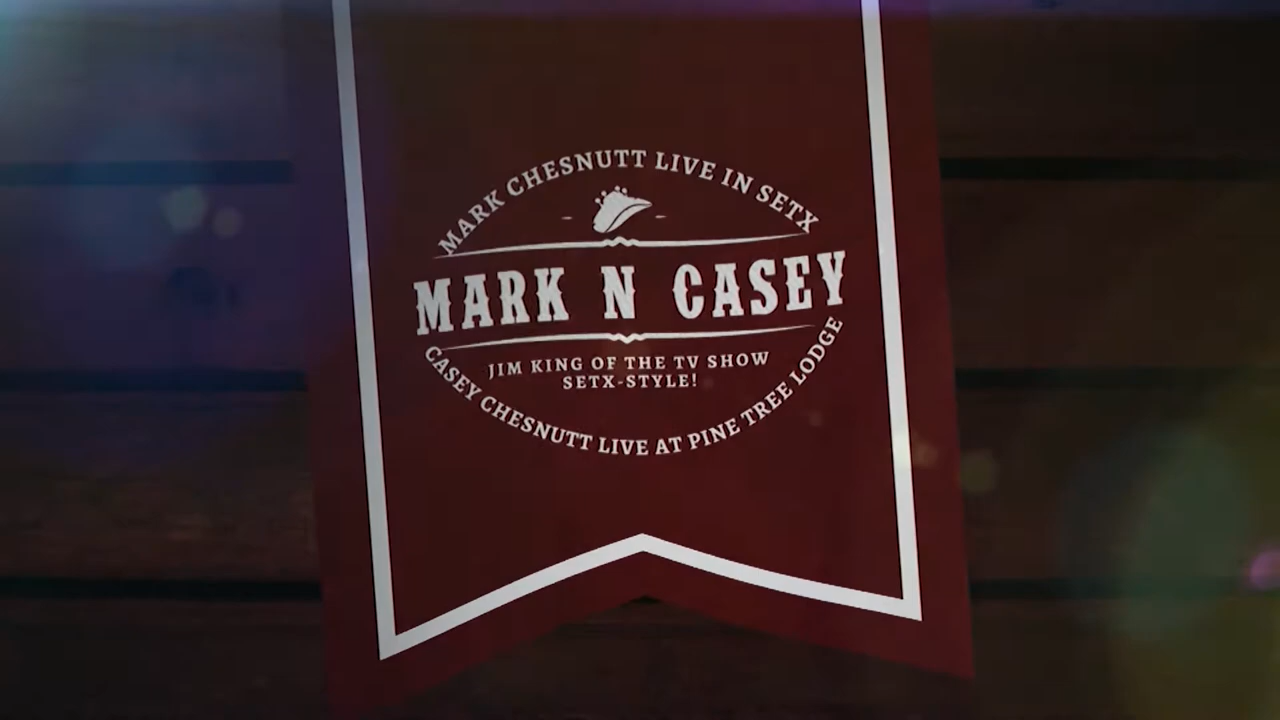 MARK CHESNUTT LIVE IN SETX
MARK N CASEY
JIM KING OF THE TV SHOW
SETX-STYLE!
CASEY CHESNUTT LIVE AT PINE TREE LODGE